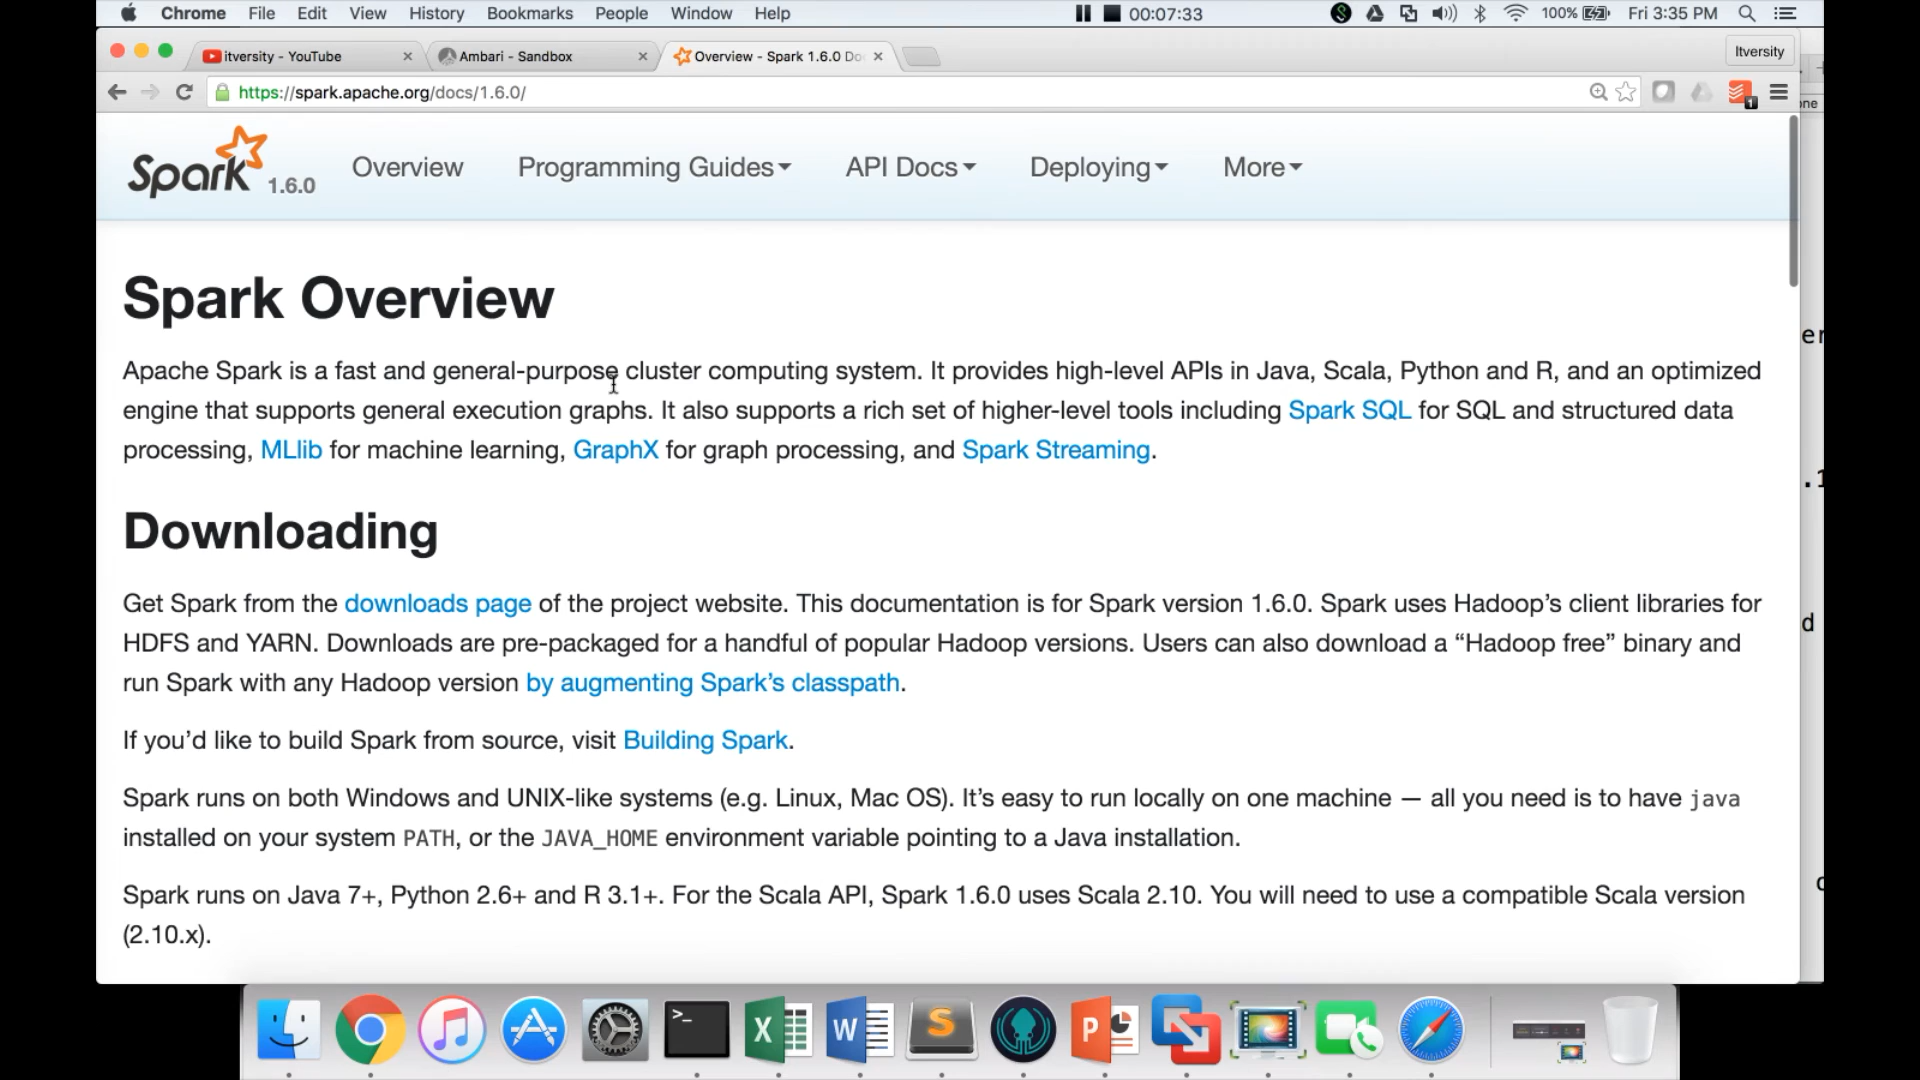 Chrome File Edit View History Bookmarks People Window Help 00:07:33 100% Fri 3:35 PM
itversity - YouTube Ambari - Sandbox Overview - Spark 1.6.0 Do Itversity
https://spark.apache.org/docs/1.6.0/ 1
Spark 1.6.0 Overview Programming Guides API Docs Deploying More
Spark Overview
Apache Spark is a fast and general-purpose cluster computing system. It provides high-level APIs in Java, Scala, Python and R, and an optimized
engine that supports general execution graphs. It also supports a rich set of higher-level tools including Spark SQL for SQL and structured data
processing, MLlib for machine learning, GraphX for graph processing, and Spark Streaming.
Downloading
Get Spark from the downloads page of the project website. This documentation is for Spark version 1.6.0. Spark uses Hadoop’s client libraries for
HDFS and YARN. Downloads are pre-packaged for a handful of popular Hadoop versions. Users can also download a “Hadoop free” binary and
run Spark with any Hadoop version by augmenting Spark’s classpath.
If you’d like to build Spark from source, visit Building Spark.
Spark runs on both Windows and UNIX-like systems (e.g. Linux, Mac OS). It’s easy to run locally on one machine — all you need is to have java
installed on your system PATH, or the JAVA_HOME environment variable pointing to a Java installation.
Spark runs on Java 7+, Python 2.6+ and R 3.1+. For the Scala API, Spark 1.6.0 uses Scala 2.10. You will need to use a compatible Scala version
(2.10.x).